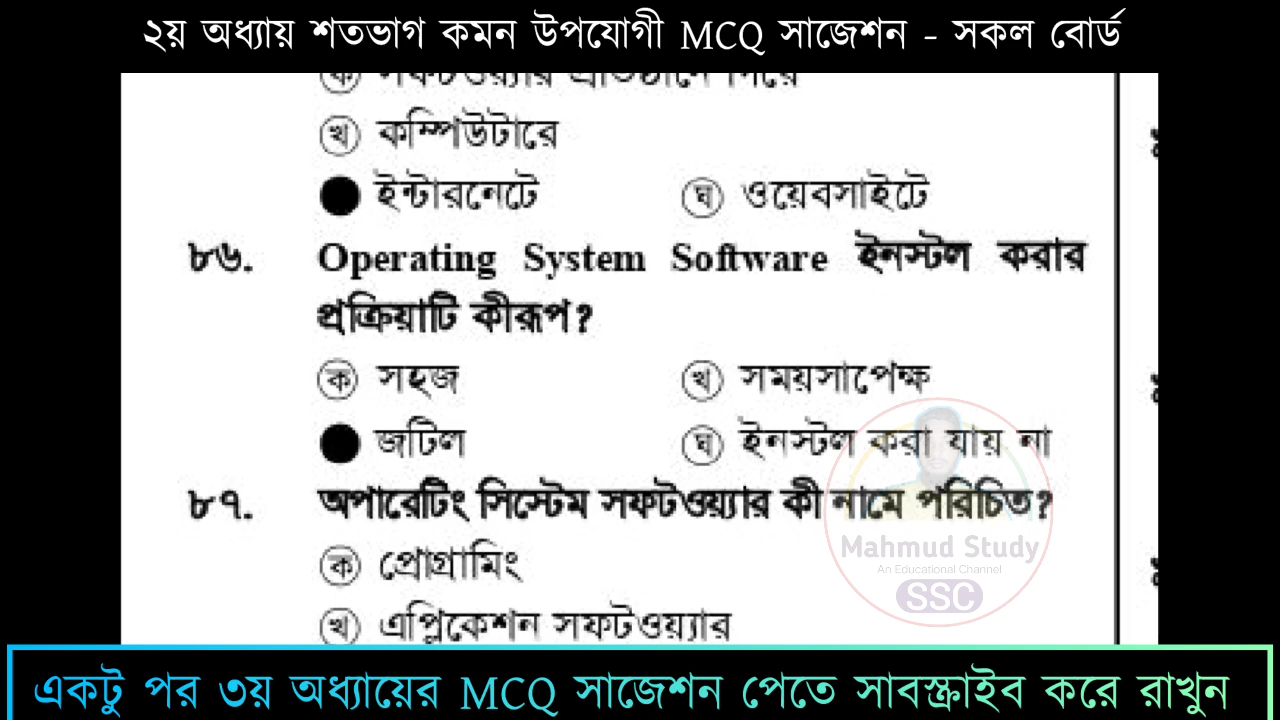 ২য় অধ্যায় শতভাগ কমন উপযোগী MCQ সাজেশন - সকল বোর্ড
ক সফটওয়্যার প্রতিষ্ঠানে গিয়ে
খ কম্পিউটারে
ইন্টারনেটে ঘ ওয়েবসাইটে
৮৬. Operating System Software ইনস্টল করার
প্রক্রিয়াটি কীরূপ?
ক সহজ খ সময়সাপেক্ষ
জটিল ঘ ইনস্টল করা যায় না
৮৭. অপারেটিং সিস্টেম সফটওয়্যার কী নামে পরিচিত?
ক প্রোগ্রামিং
খ এপ্লিকেশন সফটওয়্যার
Mahmud Study
An Educational Channel
SSC
একটু পর ৩য় অধ্যায়ের MCQ সাজেশন পেতে সাবস্ক্রাইব করে রাখুন